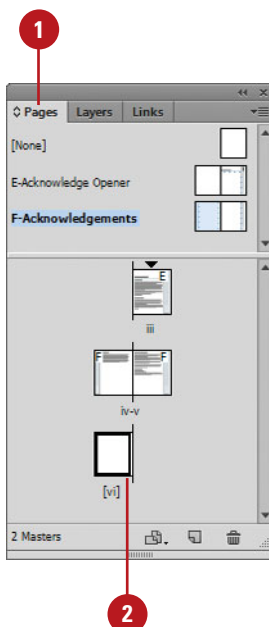 1
Pages Layers Links
[None]
E-Acknowledge Opener
F-Acknowledgements
E
iii
F F
iv-v
[vi]
2 Masters
2